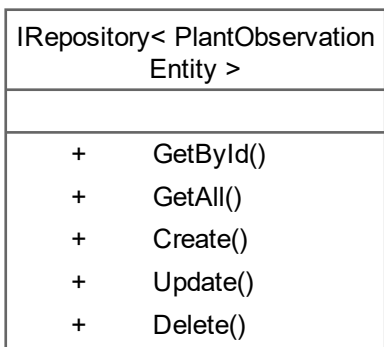 IRepository< PlantObservation
Entity >
+ GetById()
+ GetAll()
+ Create()
+ Update()
+ Delete()